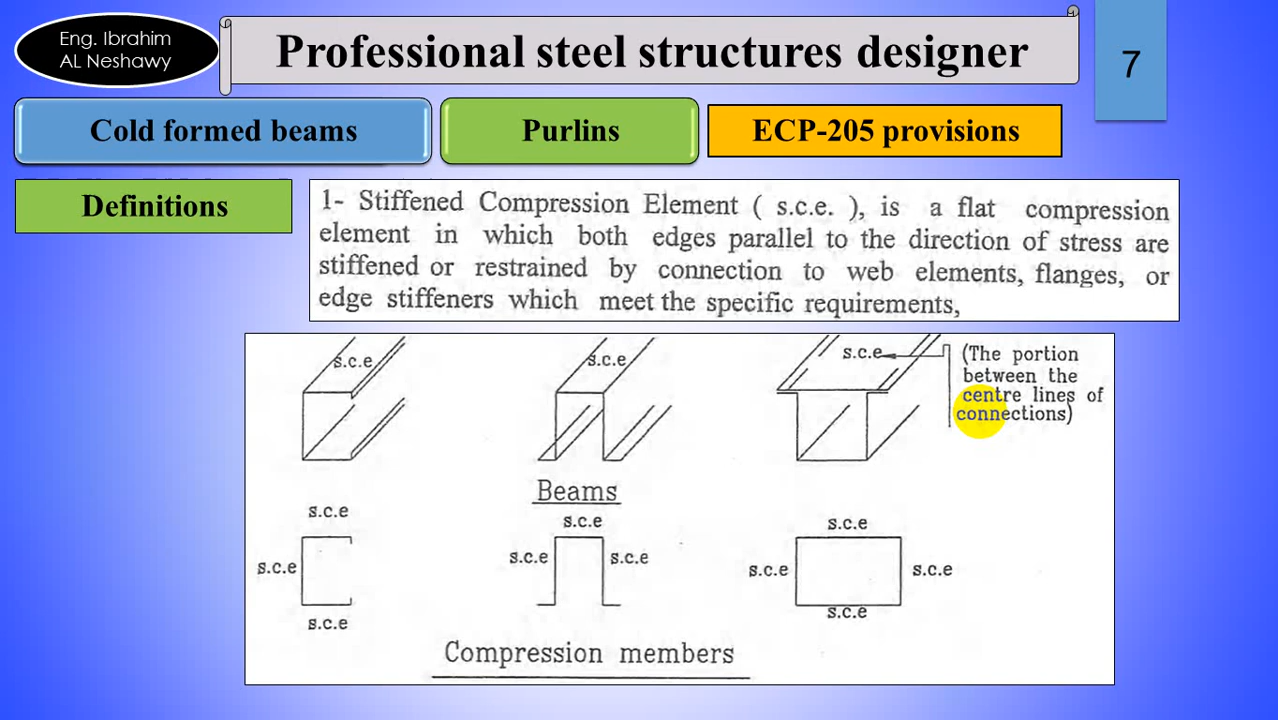 Eng. Ibrahim
AL Neshawy
Professional steel structures designer
7
Cold formed beams
Purlins
ECP-205 provisions
Definitions
1- Stiffened Compression Element ( s.c.e. ), is a flat compression
element in which both edges parallel to the direction of stress are
stiffened or restrained by connection to web elements, flanges, or
edge stiffeners which meet the specific requirements,
s.c.e
s.c.e
s.c.e
(The portion
between the
centre lines of
connections)
Beams
s.c.e
s.c.e
s.c.e
s.c.e
s.c.e
s.c.e
s.c.e
s.c.e
s.c.e
s.c.e
Compression members